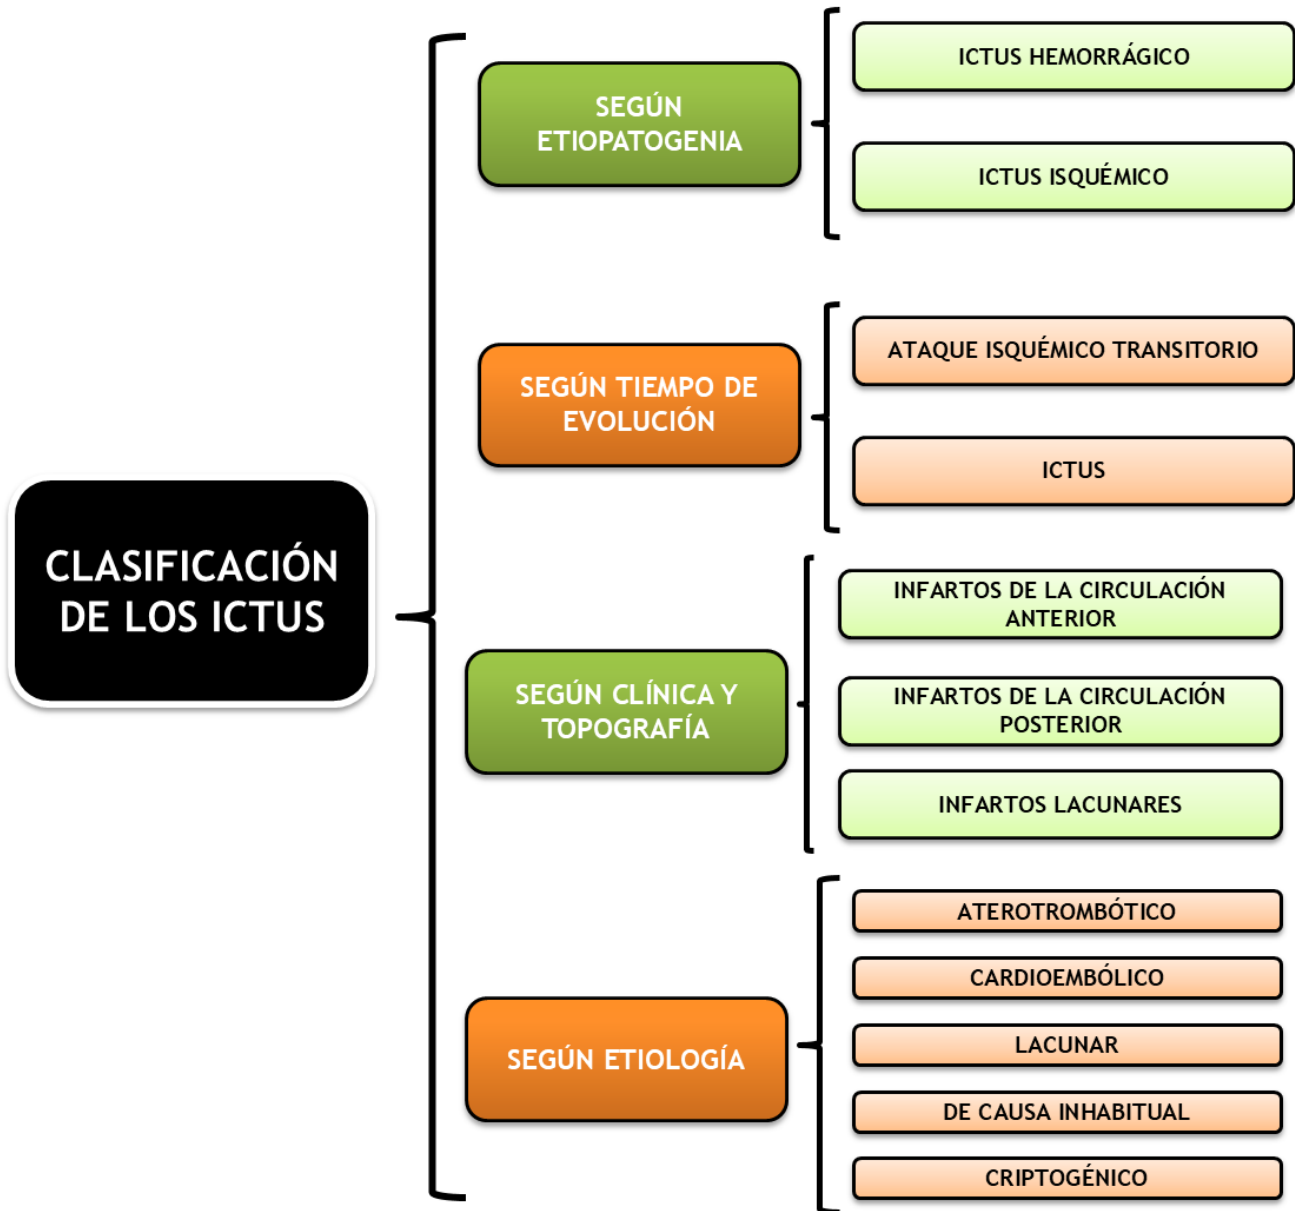 CLASIFICACIÓN
DE LOS ICTUS
SEGÚN
ETIOPATOGENIA
ICTUS HEMORRÁGICO
ICTUS ISQUÉMICO
SEGÚN TIEMPO DE
EVOLUCIÓN
ATAQUE ISQUÉMICO TRANSITORIO
ICTUS
SEGÚN CLÍNICA Y
TOPOGRAFÍA
INFARTOS DE LA CIRCULACIÓN
ANTERIOR
INFARTOS DE LA CIRCULACIÓN
POSTERIOR
INFARTOS LACUNARES
SEGÚN ETIOLOGÍA
ATEROTROMBÓTICO
CARDIOEMBÓLICO
LACUNAR
DE CAUSA INHABITUAL
CRIPTOGÉNICO